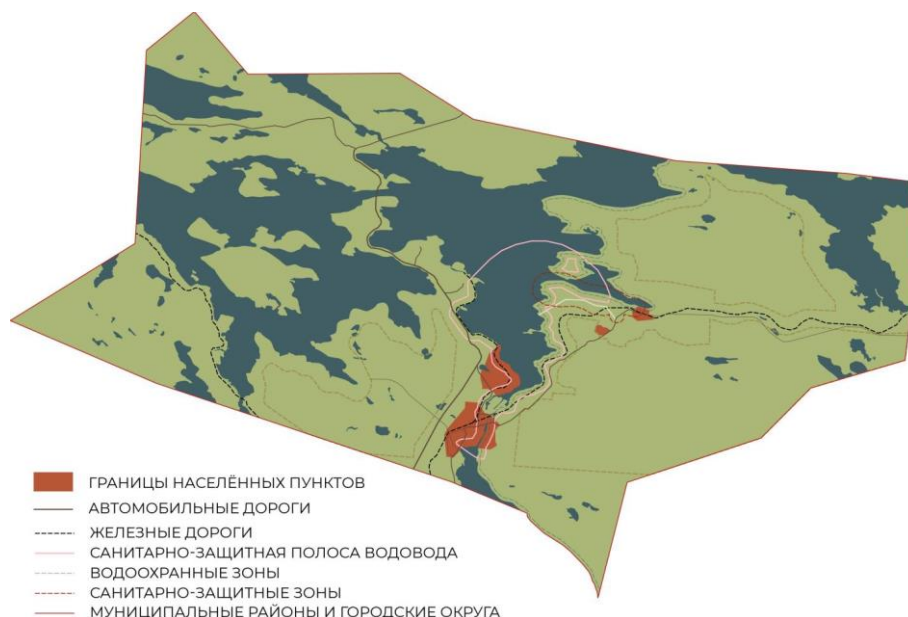 ГРАНИЦЫ НАСЕЛЁННЫХ ПУНКТОВ
АВТОМОБИЛЬНЫЕ ДОРОГИ
ЖЕЛЕЗНЫЕ ДОРОГИ
САНИТАРНО-ЗАЩИТНАЯ ПОЛОСА ВОДОВОДА
ВОДООХРАННЫЕ ЗОНЫ
САНИТАРНО-ЗАЩИТНЫЕ ЗОНЫ
МУНИЦИПАЛЬНЫЕ РАЙОНЫ И ГОРОДСКИЕ ОКРУГА